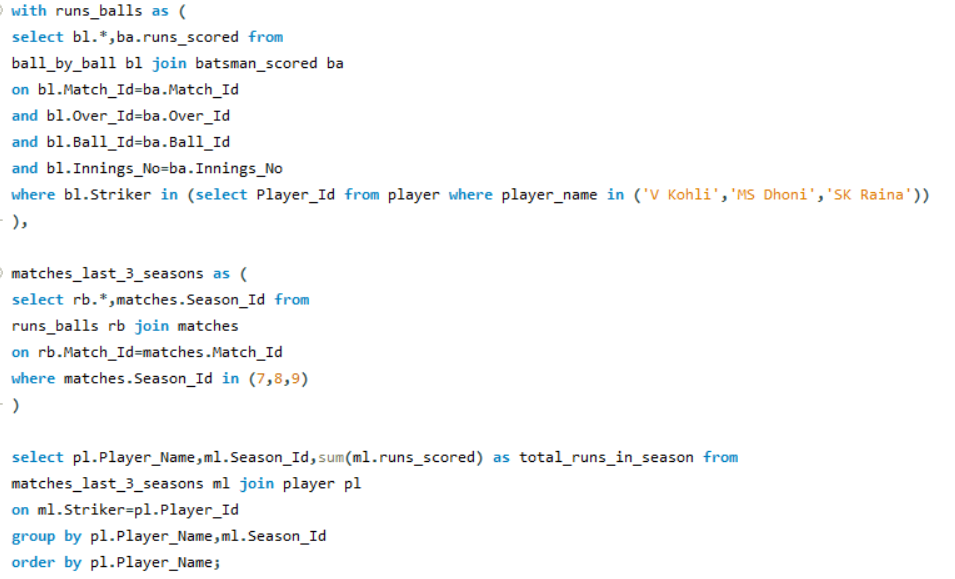 with runs_balls as (
select bl.*,ba.runs_scored from
ball_by_ball bl join batsman_scored ba
on bl.Match_Id=ba.Match_Id
and bl.Over_Id=ba.Over_Id
and bl.Ball_Id=ba.Ball_Id
and bl.Innings_No=ba.Innings_No
where bl.Striker in (select Player_Id from player where player_name in ('V Kohli','MS Dhoni','SK Raina'))
),
matches_last_3_seasons as (
select rb.*,matches.Season_Id from
runs_balls rb join matches
on rb.Match_Id=matches.Match_Id
where matches.Season_Id in (7,8,9)
)
select pl.Player_Name,ml.Season_Id,sum(ml.runs_scored) as total_runs_in_season from
matches_last_3_seasons ml join player pl
on ml.Striker=pl.Player_Id
group by pl.Player_Name,ml.Season_Id
order by pl.Player_Name;